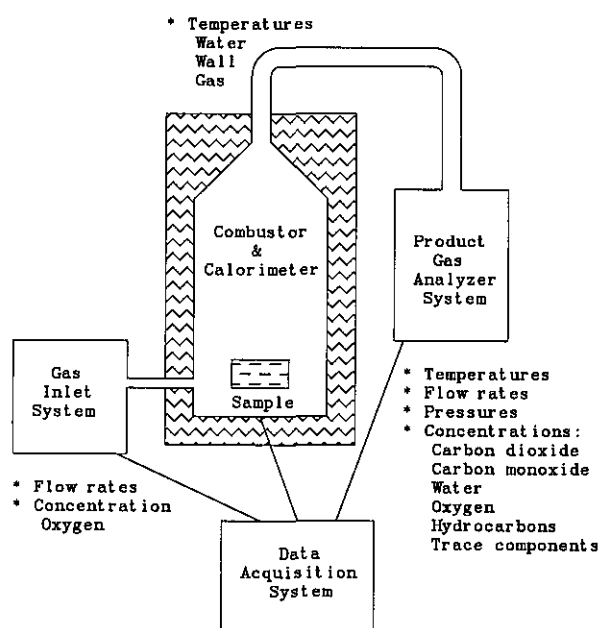 * Temperatures
Water
Wall
Gas
Combustor
&
Calorimeter
Product
Gas
Analyzer
System
Gas
Inlet
System
Sample
* Temperatures
* Flow rates
* Pressures
* Concentrations:
Carbon dioxide
Carbon monoxide
Water
Oxygen
Hydrocarbons
Trace components
* Flow rates
* Concentration
Oxygen
Data
Acquisition
System